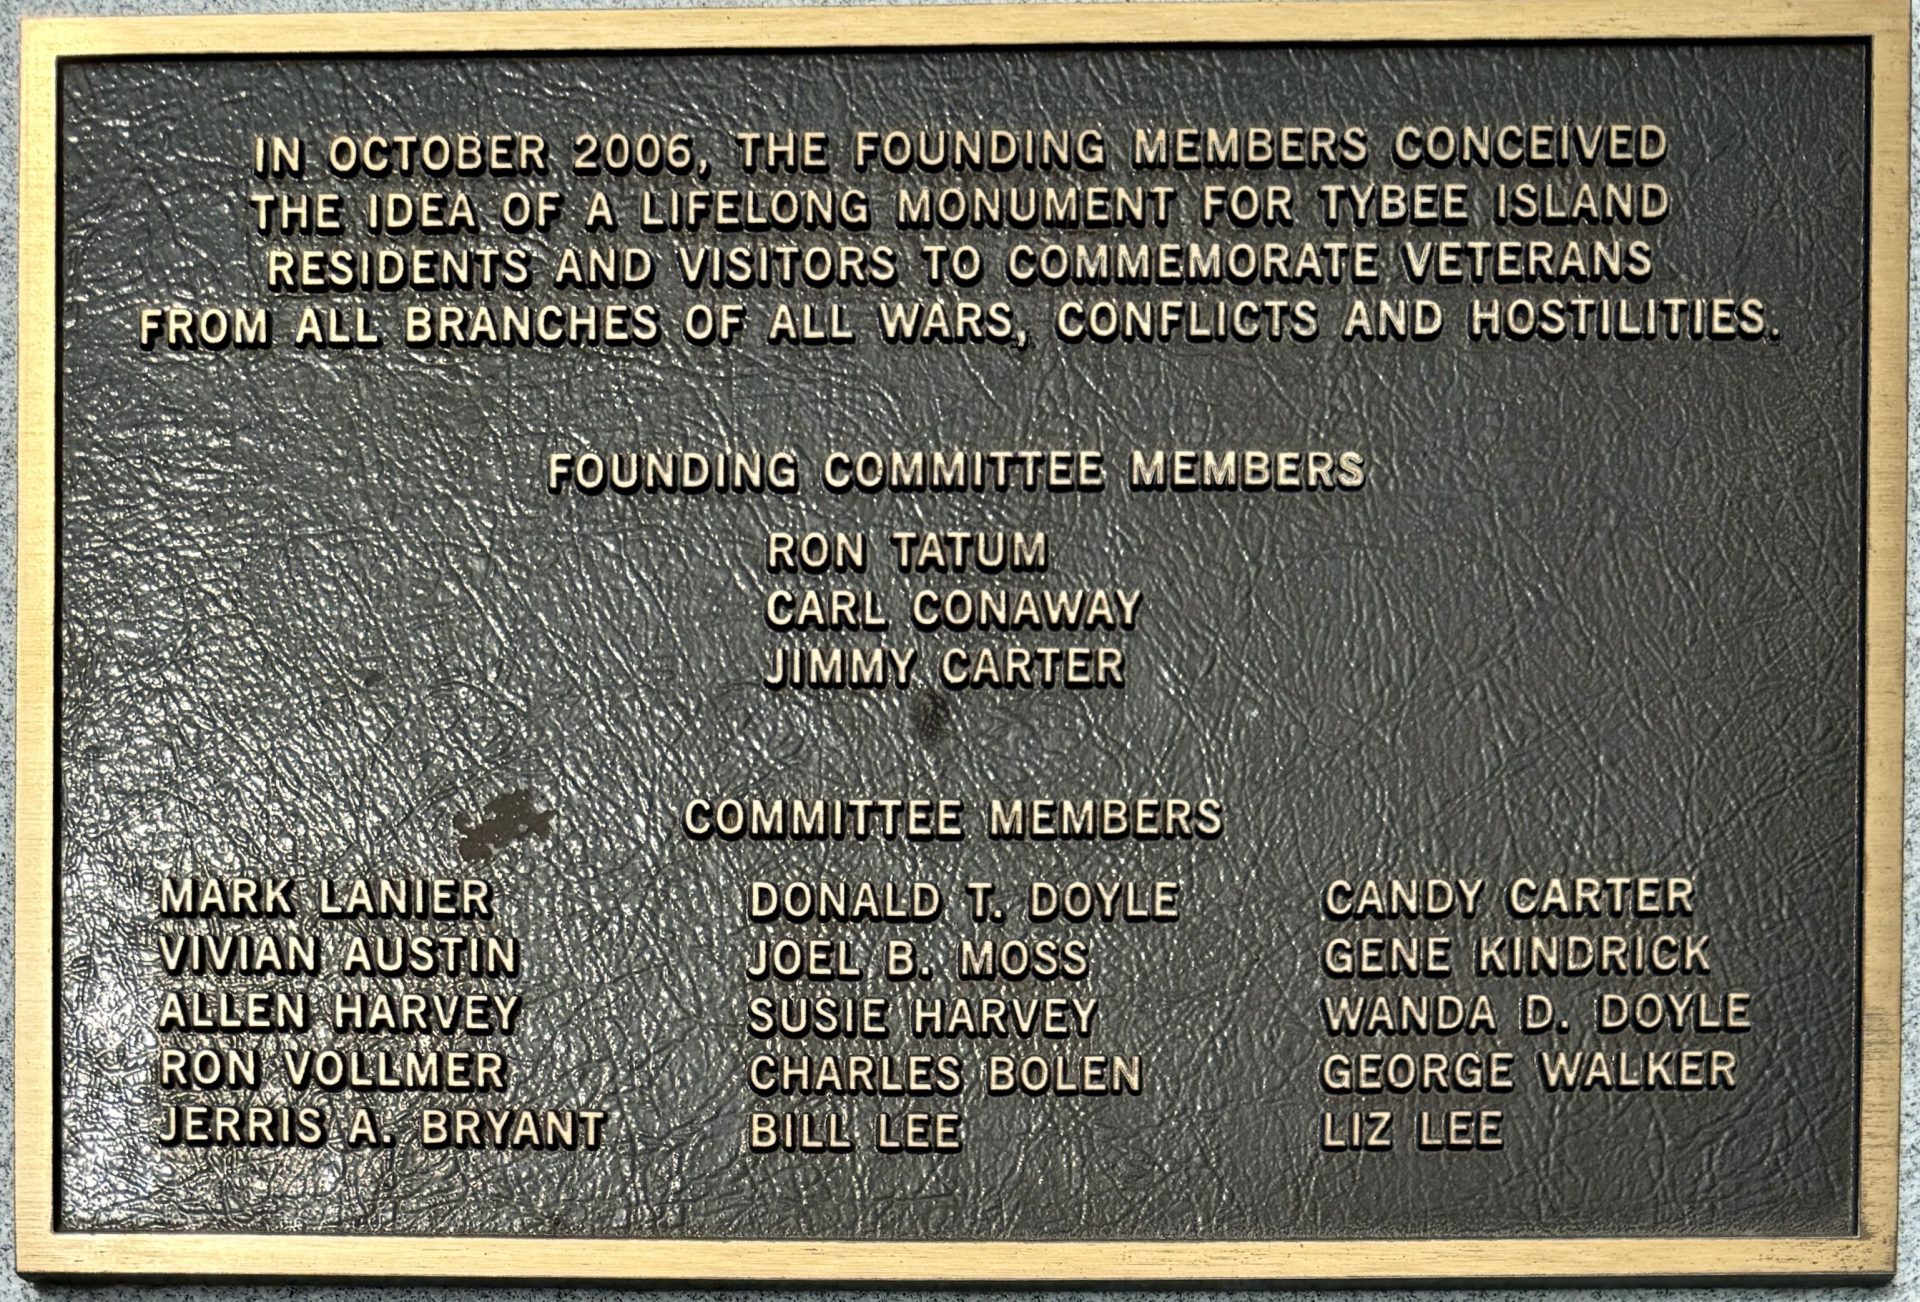 IN OCTOBER 2006, THE FOUNDING MEMBERS CONCEIVED
THE IDEA OF A LIFELONG MONUMENT FOR TYBEE ISLAND
RESIDENTS AND VISITORS TO COMMEMORATE VETERANS
FROM ALL BRANCHES OF ALL WARS, CONFLICTS AND HOSTILITIES.
FOUNDING COMMITTEE MEMBERS
RON TATUM
CARL CONAWAY
JIMMY CARTER
COMMITTEE MEMBERS
MARK LANIER
VIVIAN AUSTIN
ALLEN HARVEY
RON VOLLMER
JERRIS A. BRYANT
DONALD T. DOYLE
JOEL B. MOSS
SUSIE HARVEY
CHARLES BOLEN
BILL LEE
CANDY CARTER
GENE KINDRICK
WANDA D. DOYLE
GEORGE WALKER
LIZ LEE